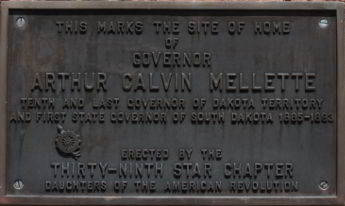 THIS MARKS THE SITE OF HOME
OF
GOVERNOR
ARTHUR CALVIN MELLETTE
TENTH AND LAST GOVERNOR OF DAKOTA TERRITORY
AND FIRST STATE GOVERNOR OF SOUTH DAKOTA 1889-1893
ERECTED BY THE
THIRTY-NINTH STAR CHAPTER
DAUGHTERS OF THE AMERICAN REVOLUTION